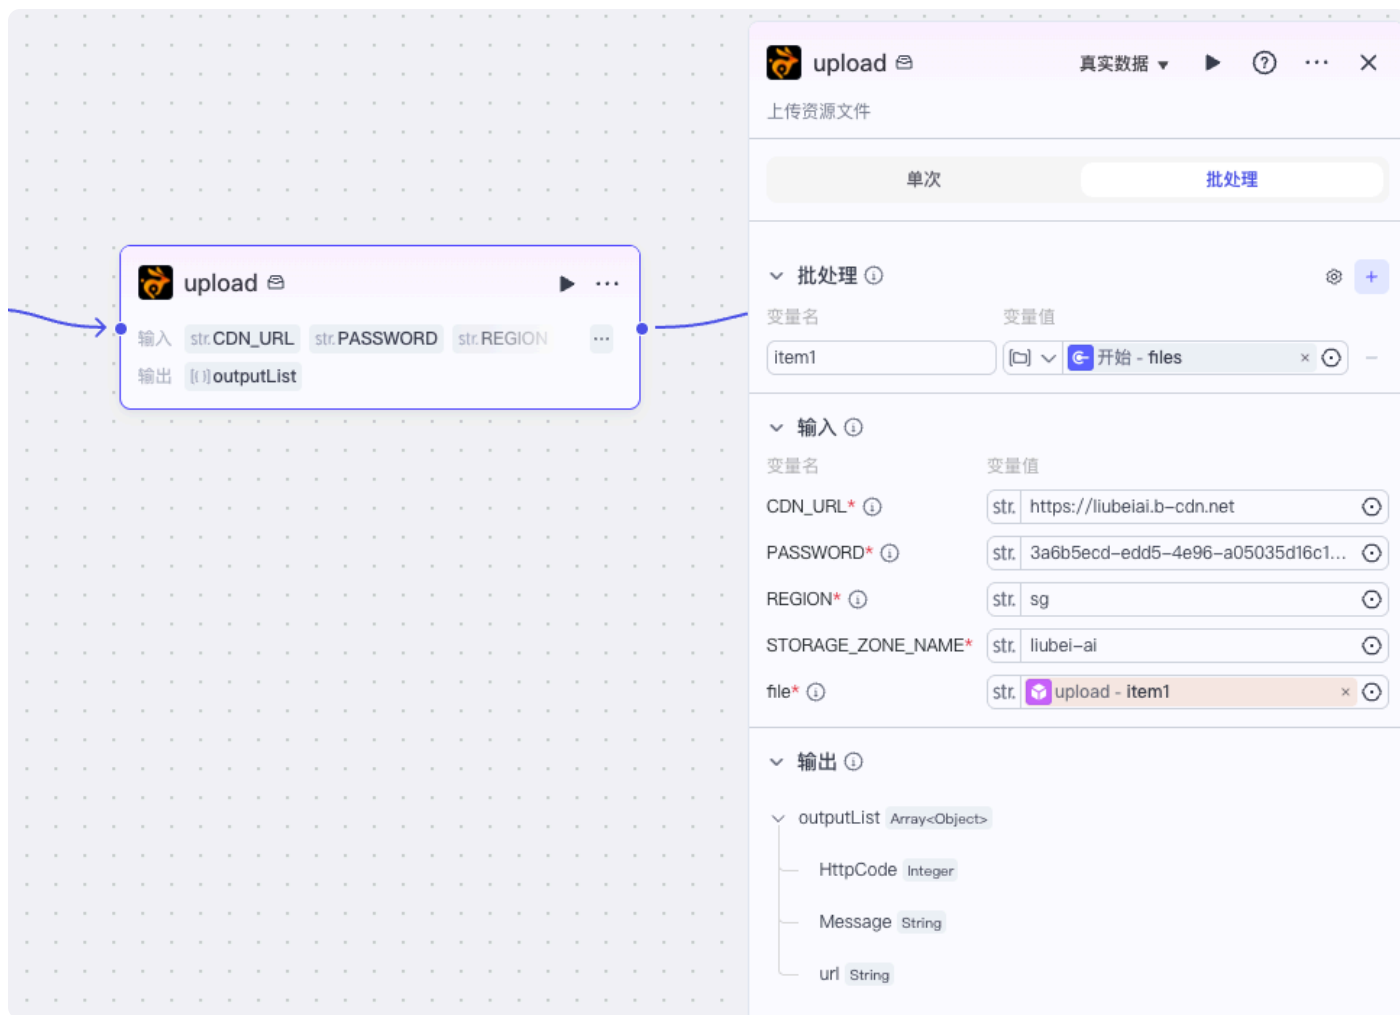 upload
输入 str.CDN_URL str.PASSWORD str.REGION
输出 [()]outputList
upload 真实数据
上传资源文件
单次 批处理
批处理
变量名 变量值
item1 开始 - files
输入
变量名 变量值
CDN_URL* str. https://liubeiai.b-cdn.net
PASSWORD* str. 3a6b5ecd-edd5-4e96-a05035d16c1...
REGION* str. sg
STORAGE_ZONE_NAME* str. liubei-ai
file* str. upload - item1
输出
outputList Array<Object>
HttpCode Integer
Message String
url String